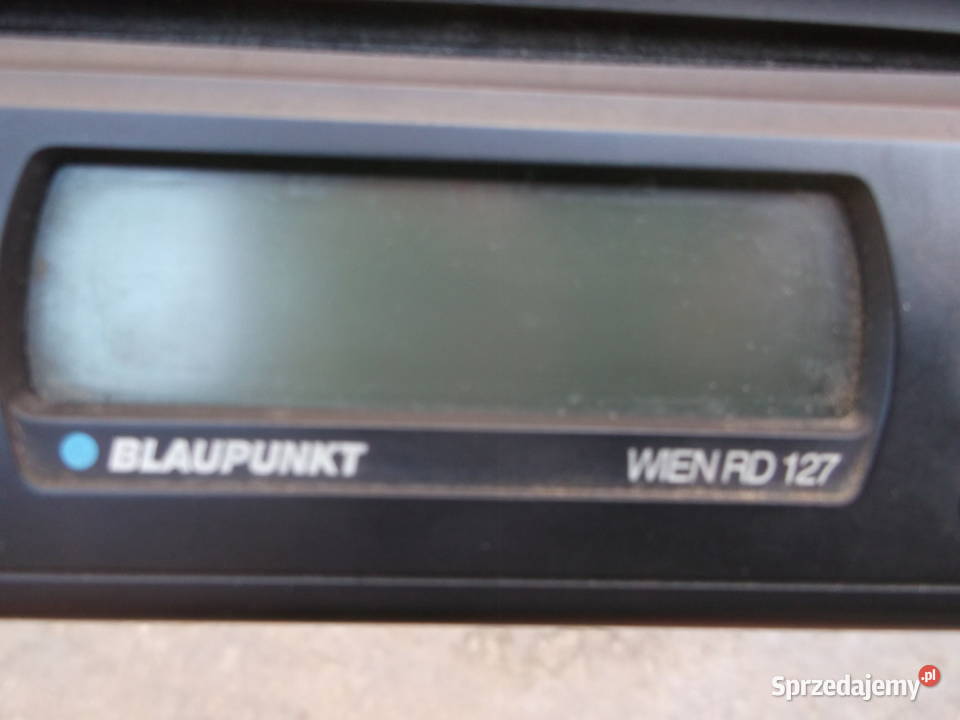 BLAUPUNKT WIEN RD 127
Sprzedajemy.pl